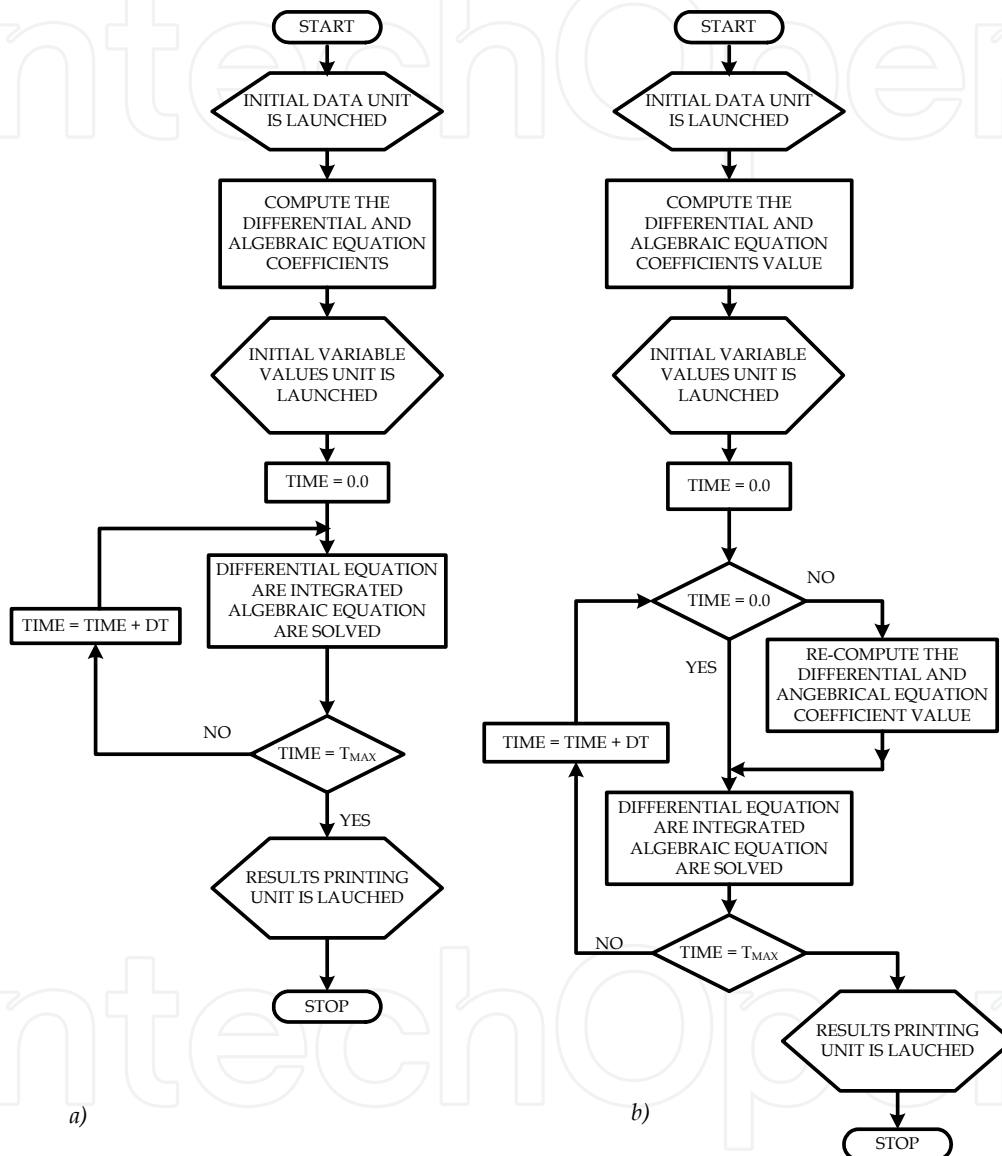 START
INITIAL DATA UNIT
IS LAUNCHED
COMPUTE THE
DIFFERENTIAL AND
ALGEBRAIC EQUATION
COEFFICIENTS
INITIAL VARIABLE
VALUES UNIT IS
LAUNCHED
TIME = 0.0
DIFFERENTIAL EQUATION
ARE INTEGRATED
ALGEBRAIC EQUATION
ARE SOLVED
TIME = TIME + DT
NO
TIME = TMAX
YES
RESULTS PRINTING
UNIT IS LAUCHED
STOP
a)
START
INITIAL DATA UNIT
IS LAUNCHED
COMPUTE THE
DIFFERENTIAL AND
ALGEBRAIC EQUATION
COEFFICIENTS VALUE
INITIAL VARIABLE
VALUES UNIT IS
LAUNCHED
TIME = 0.0
TIME = 0.0
NO
YES
RE-COMPUTE THE
DIFFERENTIAL AND
ANGEBRICAL EQUATION
COEFFICIENT VALUE
TIME = TIME + DT
DIFFERENTIAL EQUATION
ARE INTEGRATED
ALGEBRAIC EQUATION
ARE SOLVED
NO
TIME = TMAX
RESULTS PRINTING
UNIT IS LAUCHED
STOP
b)
ntechOpen
ntechOpen